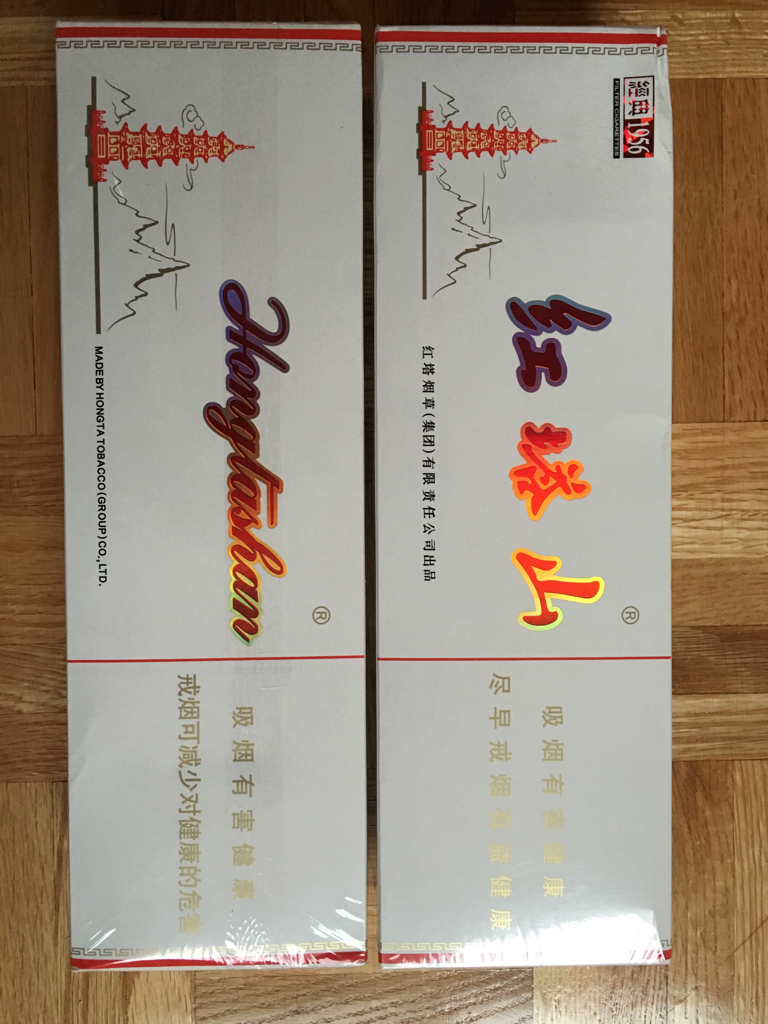 Hongtashan
®
MADE BY HONGTA TOBACCO (GROUP) CO., LTD.
吸烟有害健康
戒烟可减少对健康的危害
經典1956
FILTER CIGARETTES
红塔山
®
红塔烟草(集团)有限责任公司出品
吸烟有害健康
尽早戒烟有益健康